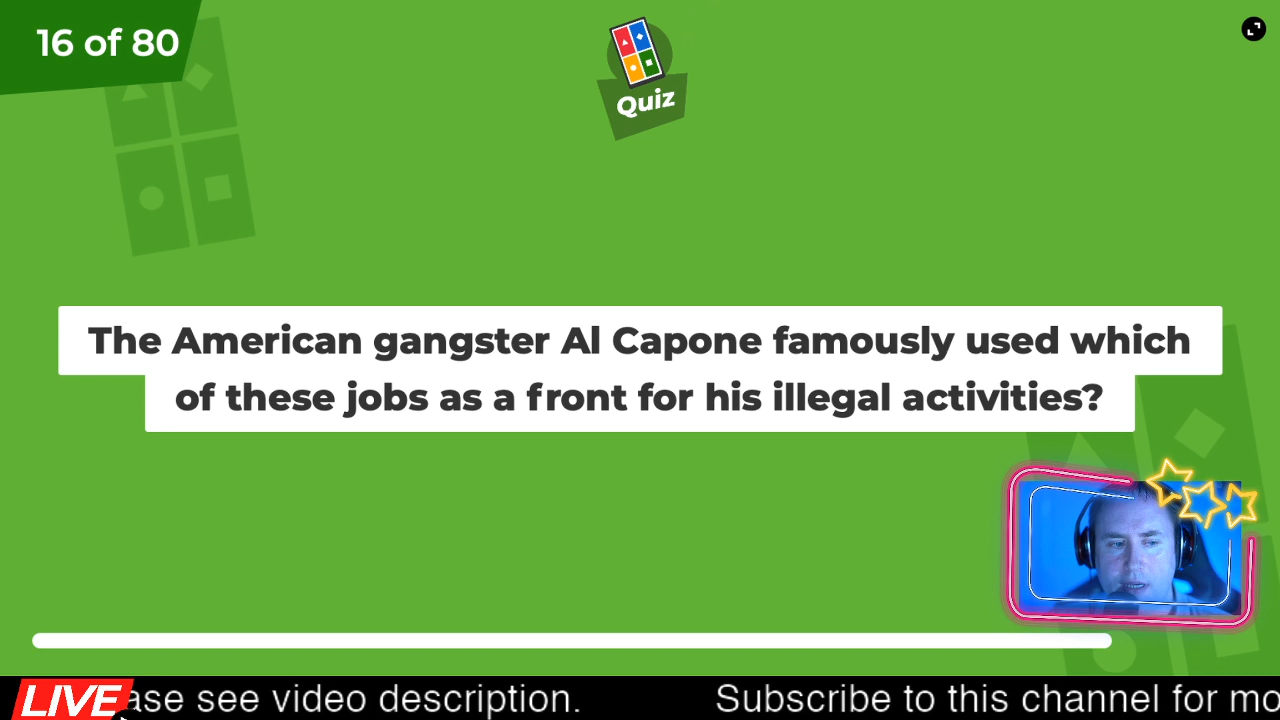 16 of 80
Quiz
The American gangster Al Capone famously used which
of these jobs as a front for his illegal activities?
LIVE
ase see video description. Subscribe to this channel for mo